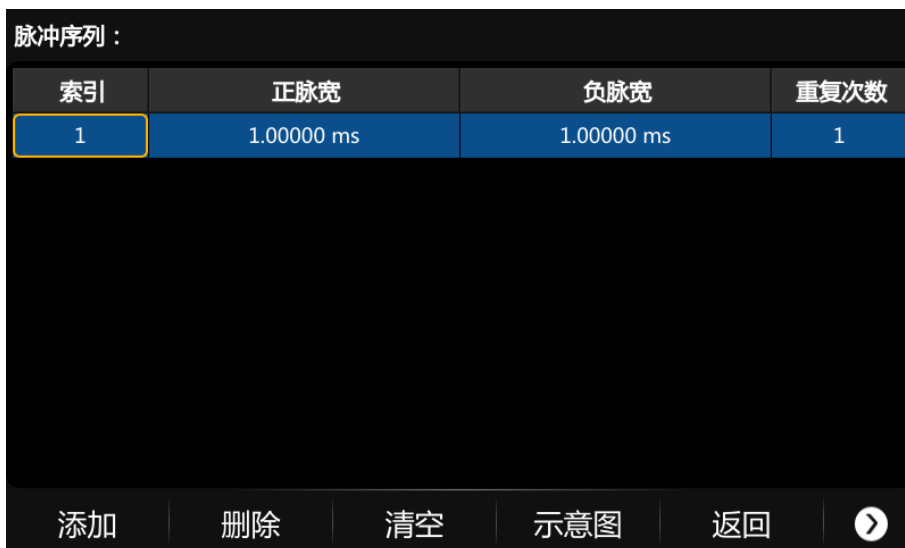 脉冲序列：
索引 正脉宽 负脉宽 重复次数
1 1.00000 ms 1.00000 ms 1
添加 删除 清空 示意图 返回